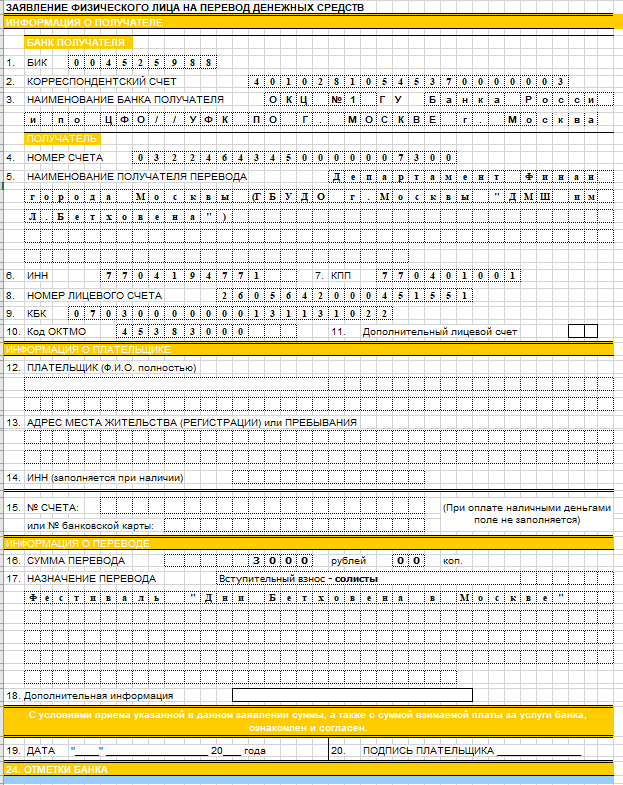 ЗАЯВЛЕНИЕ ФИЗИЧЕСКОГО ЛИЦА НА ПЕРЕВОД ДЕНЕЖНЫХ СРЕДСТВ
ИНФОРМАЦИЯ О ПОЛУЧАТЕЛЕ
БАНК ПОЛУЧАТЕЛЯ
1. БИК 004525988
2. КОРРЕСПОНДЕНТСКИЙ СЧЕТ 40102810545370000003
3. НАИМЕНОВАНИЕ БАНКА ПОЛУЧАТЕЛЯ ОКЦ №1 ГУ Банка Росси
и по ЦФО//УФК ПО Г. МОСКВЕ г. Москва
ПОЛУЧАТЕЛЬ
4. НОМЕР СЧЕТА 03224643450000007300
5. НАИМЕНОВАНИЕ ПОЛУЧАТЕЛЯ ПЕРЕВОДА Департамент Финан
города Москвы (ГБУДО г.Москвы "ДМШ им
Л.Бетховена")
6. ИНН 7704194771 7. КПП 770401001
8. НОМЕР ЛИЦЕВОГО СЧЕТА 2605642000451551
9. КБК 07030000000131131022
10. Код ОКТМО 45383000 11. Дополнительный лицевой счет
ИНФОРМАЦИЯ О ПЛАТЕЛЬЩИКЕ
12. ПЛАТЕЛЬЩИК (Ф.И.О. полностью)
13. АДРЕС МЕСТА ЖИТЕЛЬСТВА (РЕГИСТРАЦИИ) или ПРЕБЫВАНИЯ
14. ИНН (заполняется при наличии)
15. № СЧЕТА: (При оплате наличными деньгами
или № банковской карты: поле не заполняется)
ИНФОРМАЦИЯ О ПЕРЕВОДЕ
16. СУММА ПЕРЕВОДА 3000 рублей 00 коп.
17. НАЗНАЧЕНИЕ ПЕРЕВОДА Вступительный взнос - солисты
Фестиваль "Дни Бетховена в Москве"
18. Дополнительная информация
С условиями приема указанной в данном заявлении суммы, а также с суммой взимаемой платы за услуги банка,
ознакомлен и согласен.
19. ДАТА "____" __________________ 20___ года 20. ПОДПИСЬ ПЛАТЕЛЬЩИКА _______________
24. ОТМЕТКИ БАНКА